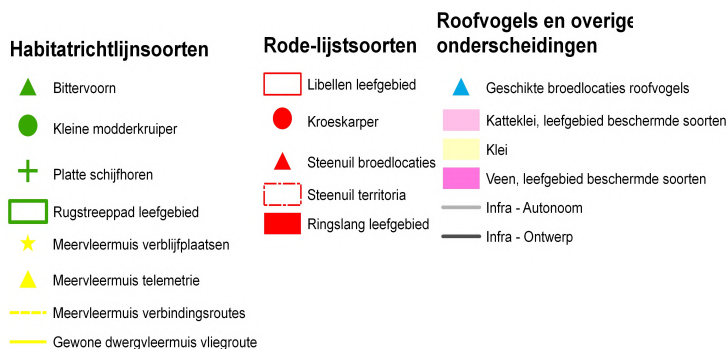 Habitatrichtlijnsoorten
Bittervoorn
Kleine modderkruiper
Platte schijfhoren
Rugstreeppad leefgebied
Meervleermuis verblijfplaatsen
Meervleermuis telemetrie
Meervleermuis verbindingsroutes
Gewone dwergvleermuis vliegroute
Rode-lijstsoorten
Libellen leefgebied
Kroeskarper
Steenuil broedlocaties
Steenuil territoria
Ringslang leefgebied
Roofvogels en overige
onderscheidingen
Geschikte broedlocaties roofvogels
Katteklei, leefgebied beschermde soorten
Klei
Veen, leefgebied beschermde soorten
Infra - Autonoom
Infra - Ontwerp